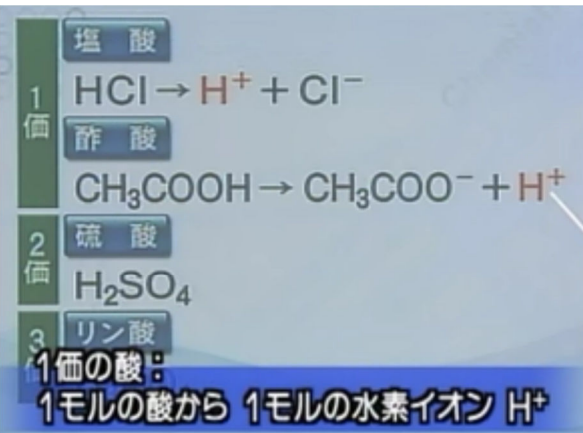 1価
塩酸
HCl→H⁺+Cl⁻
酢酸
CH₃COOH→CH₃COO⁻+H⁺
2価
硫酸
H₂SO₄
3
リン酸
1価の酸：
1モルの酸から 1モルの水素イオン H⁺